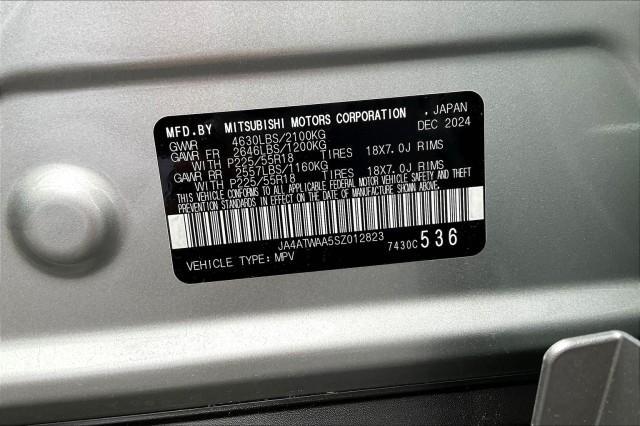 MFD.BY MITSUBISHI MOTORS CORPORATION , JAPAN
GVWR 4630LBS/2100KG DEC 2024
GAWR FR 2646LBS/1200KG
WITH P225/55R18 TIRES 18X7.0J RIMS
GAWR RR 2557LBS/1160KG
WITH P225/55R18 TIRES 18X7.0J RIMS
THIS VEHICLE CONFORMS TO ALL APPLICABLE FEDERAL MOTOR VEHICLE SAFETY AND THEFT
PREVENTION STANDARDS IN EFFECT ON THE DATE OF MANUFACTURE SHOWN ABOVE.
JA4ATWAA5SZ012823 7430C 536
VEHICLE TYPE: MPV